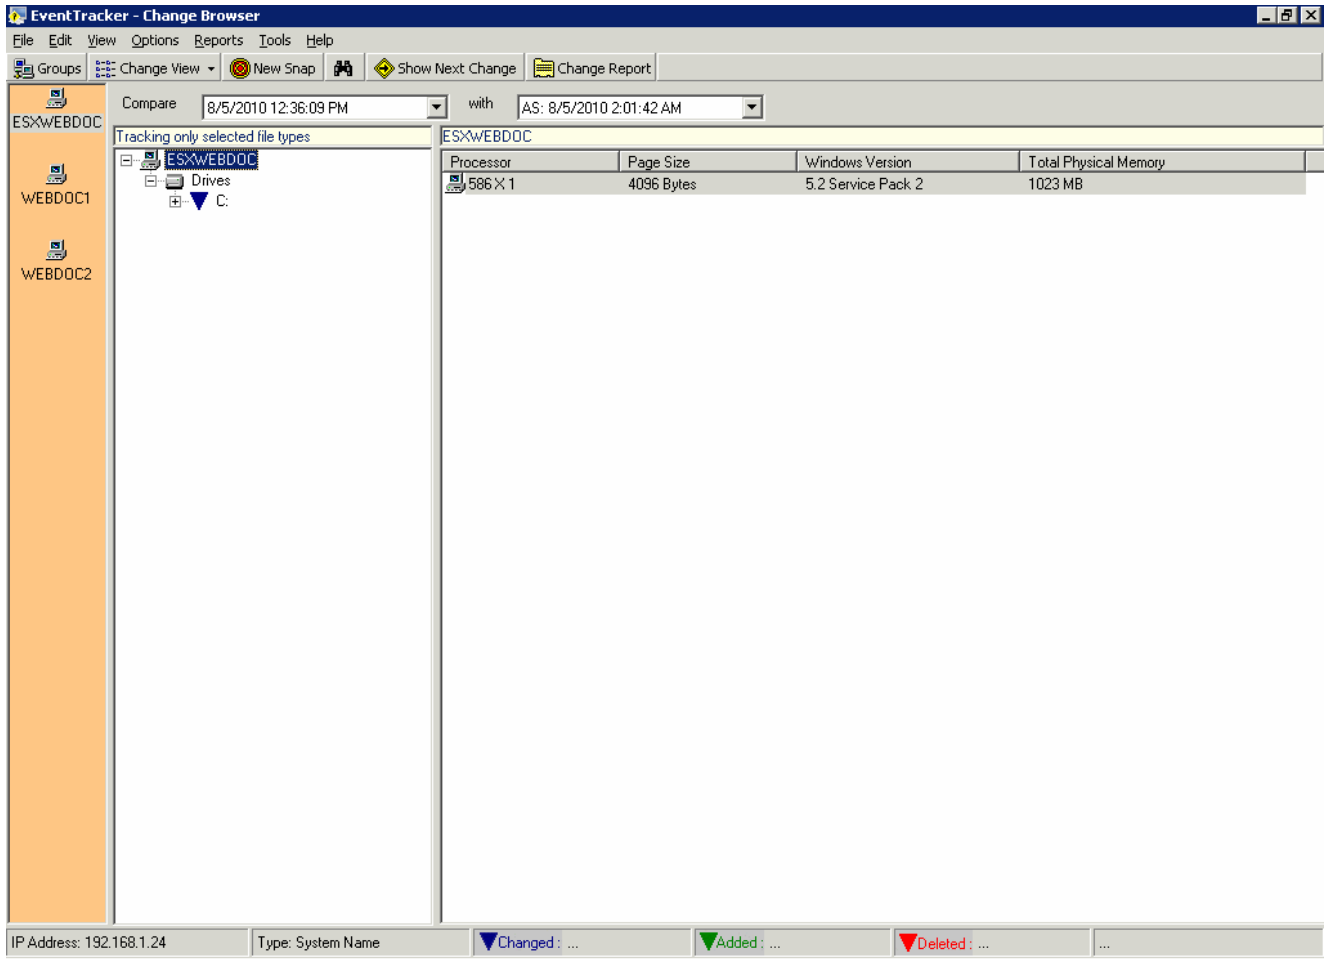 EventTracker - Change Browser
File Edit View Options Reports Tools Help
Groups Change View New Snap Show Next Change Change Report
ESXWEBDOC
WEBDOC1
WEBDOC2
Compare 8/5/2010 12:36:09 PM with AS: 8/5/2010 2:01:42 AM
Tracking only selected file types
ESXWEBDOC
Drives
C:
ESXWEBDOC
Processor Page Size Windows Version Total Physical Memory
586 X 1 4096 Bytes 5.2 Service Pack 2 1023 MB
IP Address: 192.168.1.24 Type: System Name Changed : ... Added : ... Deleted : ... ...